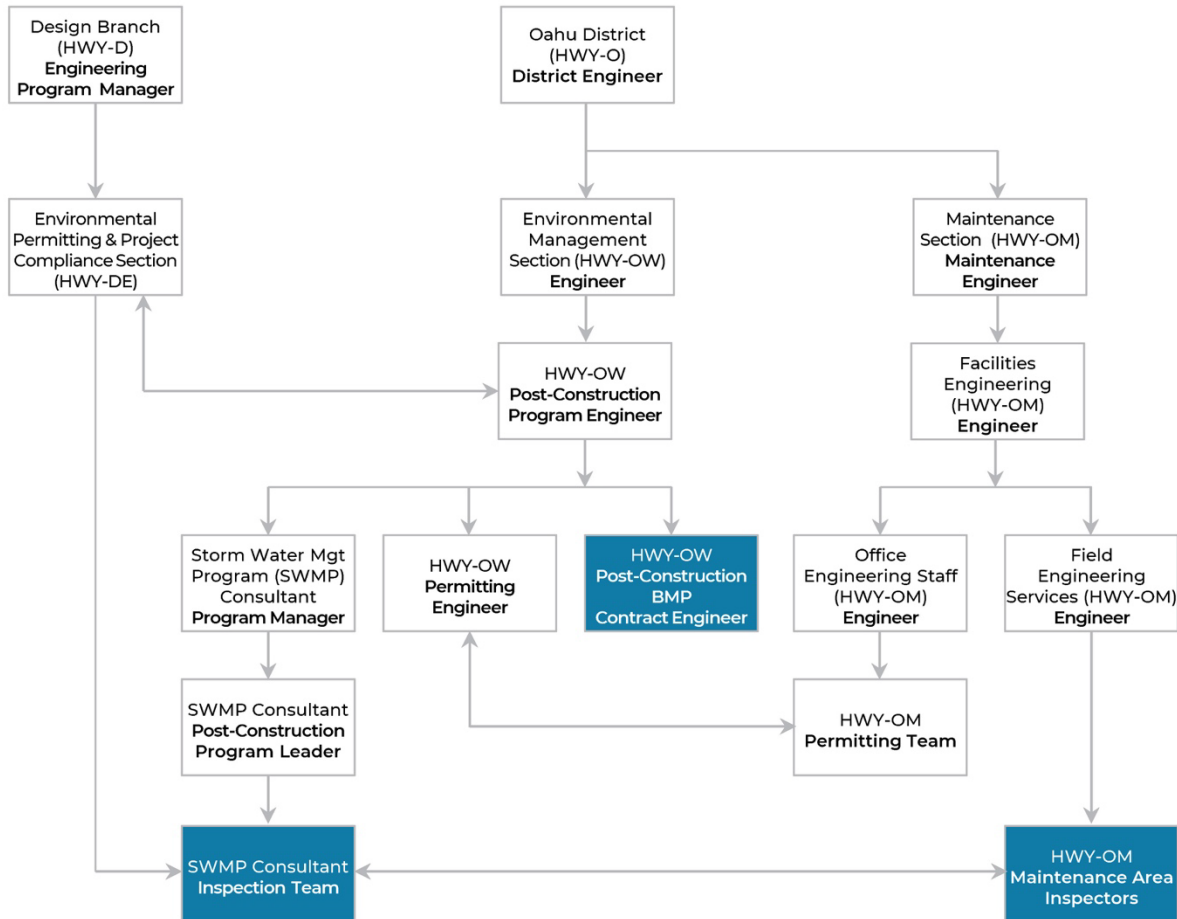 Design Branch
(HWY-D)
Engineering
Program Manager
Oahu District
(HWY-O)
District Engineer
Environmental
Permitting & Project
Compliance Section
(HWY-DE)
Environmental
Management
Section (HWY-OW)
Engineer
Maintenance
Section (HWY-OM)
Maintenance
Engineer
HWY-OW
Post-Construction
Program Engineer
Facilities
Engineering
(HWY-OM)
Engineer
Storm Water Mgt
Program (SWMP)
Consultant
Program Manager
HWY-OW
Permitting
Engineer
HWY-OW
Post-Construction
BMP
Contract Engineer
Office
Engineering Staff
(HWY-OM)
Engineer
Field
Engineering
Services (HWY-OM)
Engineer
SWMP Consultant
Post-Construction
Program Leader
HWY-OM
Permitting Team
SWMP Consultant
Inspection Team
HWY-OM
Maintenance Area
Inspectors